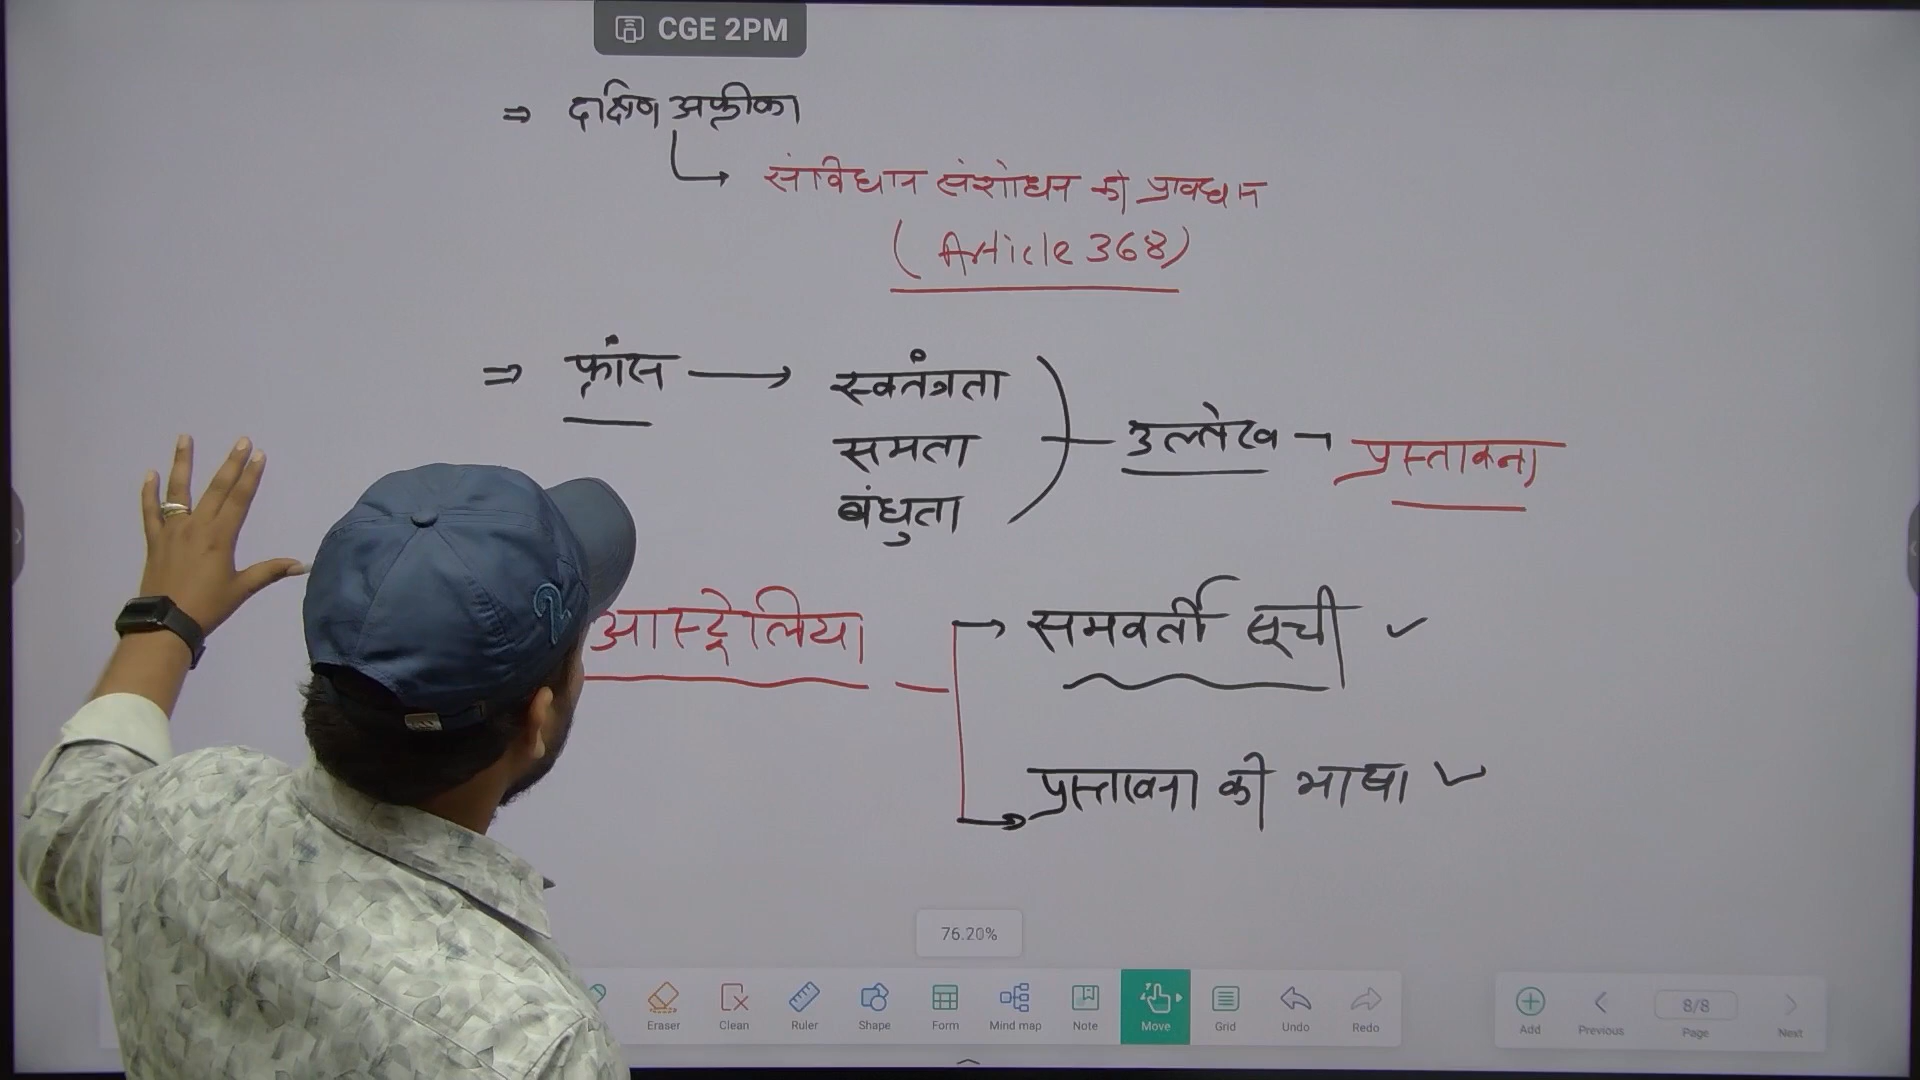 CGE 2PM
⇒ दक्षिण अफ्रीका
→ संविधान संशोधन की प्रावधान
(Article 368)
⇒ फ्रांस → स्वतंत्रता
समता
बंधुता
उल्लेख → प्रस्तावना
आस्ट्रेलिया
→ समवर्ती सूची ✓
→ प्रस्तावना की भाषा ✓
76.20%
Eraser Clean Ruler Shape Form Mind map Note Move Grid Undo Redo
Add Previous 8/8 Page Next